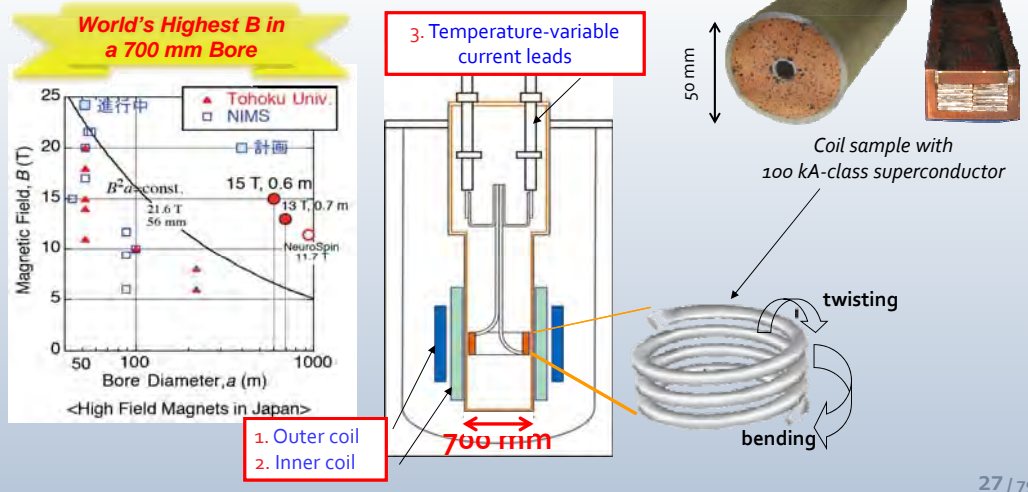 World's Highest B in
a 700 mm Bore
25
20
15
10
5
0
50
100
1000
Magnetic Field, B (T)
Bore Diameter,a (m)
<High Field Magnets in Japan>
進行中
Tohoku Univ.
NIMS
計画
B²a=const.
21.6 T
56 mm
15 T, 0.6 m
13 T, 0.7 m
NeuroSpin
11.7 T
3. Temperature-variable
current leads
1. Outer coil
2. Inner coil
700 mm
50 mm
Coil sample with
100 kA-class superconductor
twisting
bending
27 / 79